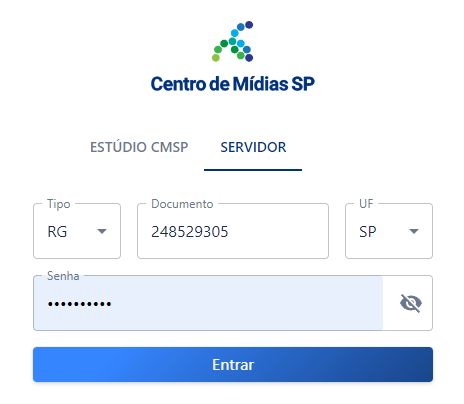 Centro de Mídias SP
ESTÚDIO CMSP SERVIDOR
Tipo Documento UF
RG 248529305 SP
Senha
••••••••••
Entrar